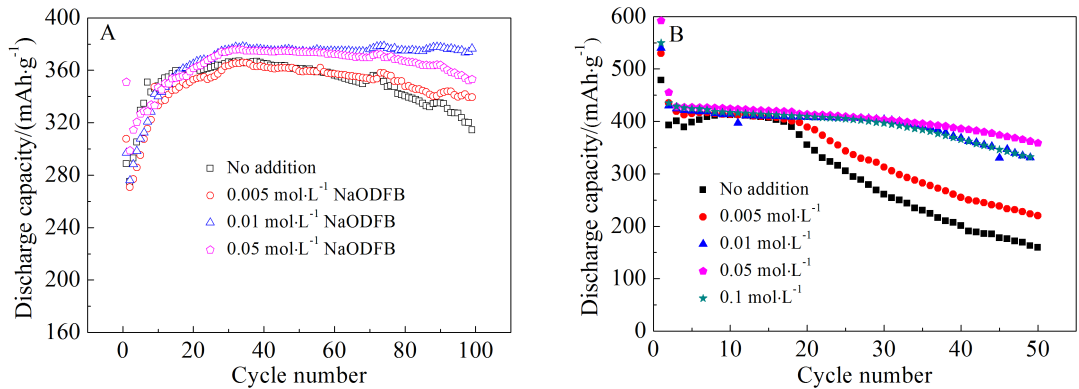 A
Discharge capacity/(mAh·g⁻¹)
400
360
320
280
240
200
160
No addition
0.005 mol·L⁻¹ NaODFB
0.01 mol·L⁻¹ NaODFB
0.05 mol·L⁻¹ NaODFB
0
20
40
60
80
100
Cycle number
B
Discharge capacity/(mAh·g⁻¹)
600
500
400
300
200
100
0
No addition
0.005 mol·L⁻¹
0.01 mol·L⁻¹
0.05 mol·L⁻¹
0.1 mol·L⁻¹
0
10
20
30
40
50
Cycle number